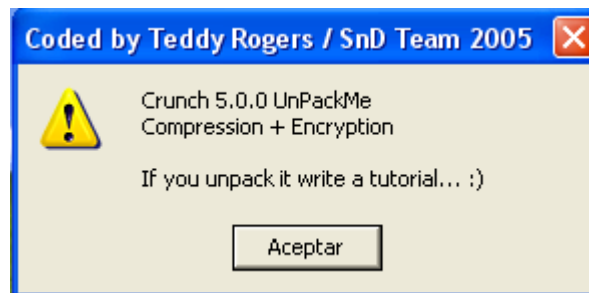 Coded by Teddy Rogers / SnD Team 2005
Crunch 5.0.0 UnPackMe
Compression + Encryption
If you unpack it write a tutorial... :)
Aceptar